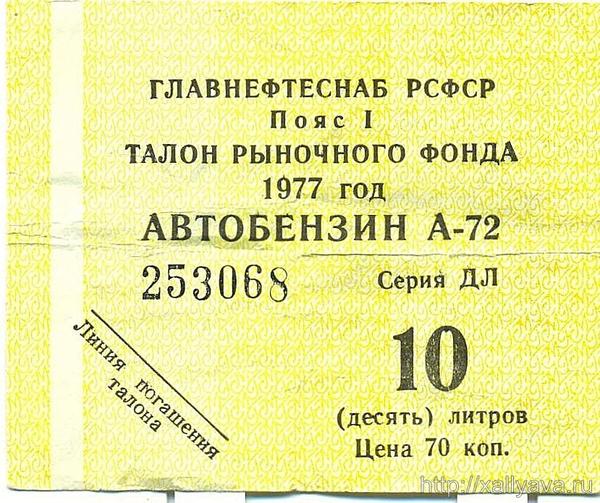 ГЛАВНЕФТЕСНАБ РСФСР
Пояс I
ТАЛОН РЫНОЧНОГО ФОНДА
1977 год
АВТОБЕНЗИН А-72
253068
Серия ДЛ
Линия погашения
талона
10
(десять) литров
Цена 70 коп.
http://xallyava.ru